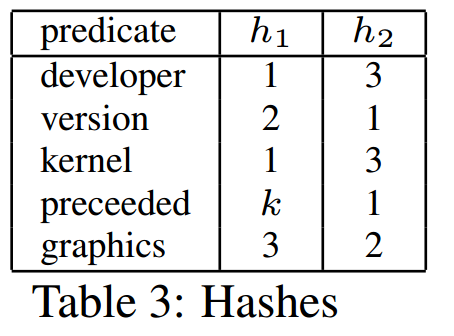 predicate h₁ h₂
developer 1 3
version 2 1
kernel 1 3
preceeded k 1
graphics 3 2
Table 3: Hashes